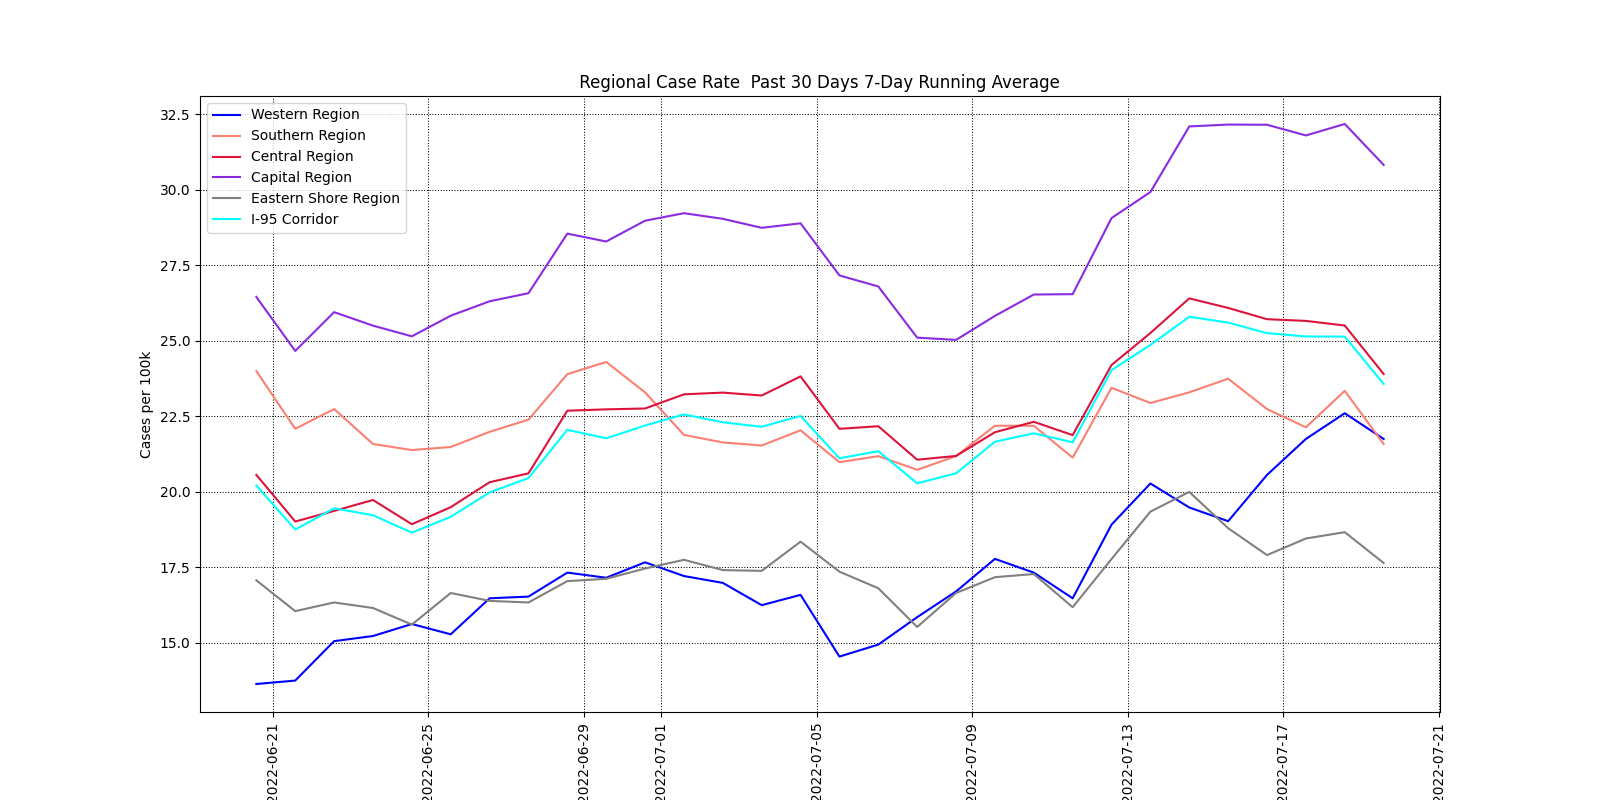 Regional Case Rate  Past 30 Days 7-Day Running Average
32.5
30.0
27.5
25.0
22.5
20.0
17.5
15.0
Cases per 100k
Western Region
Southern Region
Central Region
Capital Region
Eastern Shore Region
I-95 Corridor
2022-06-21
2022-06-25
2022-06-29
2022-07-01
2022-07-05
2022-07-09
2022-07-13
2022-07-17
2022-07-21